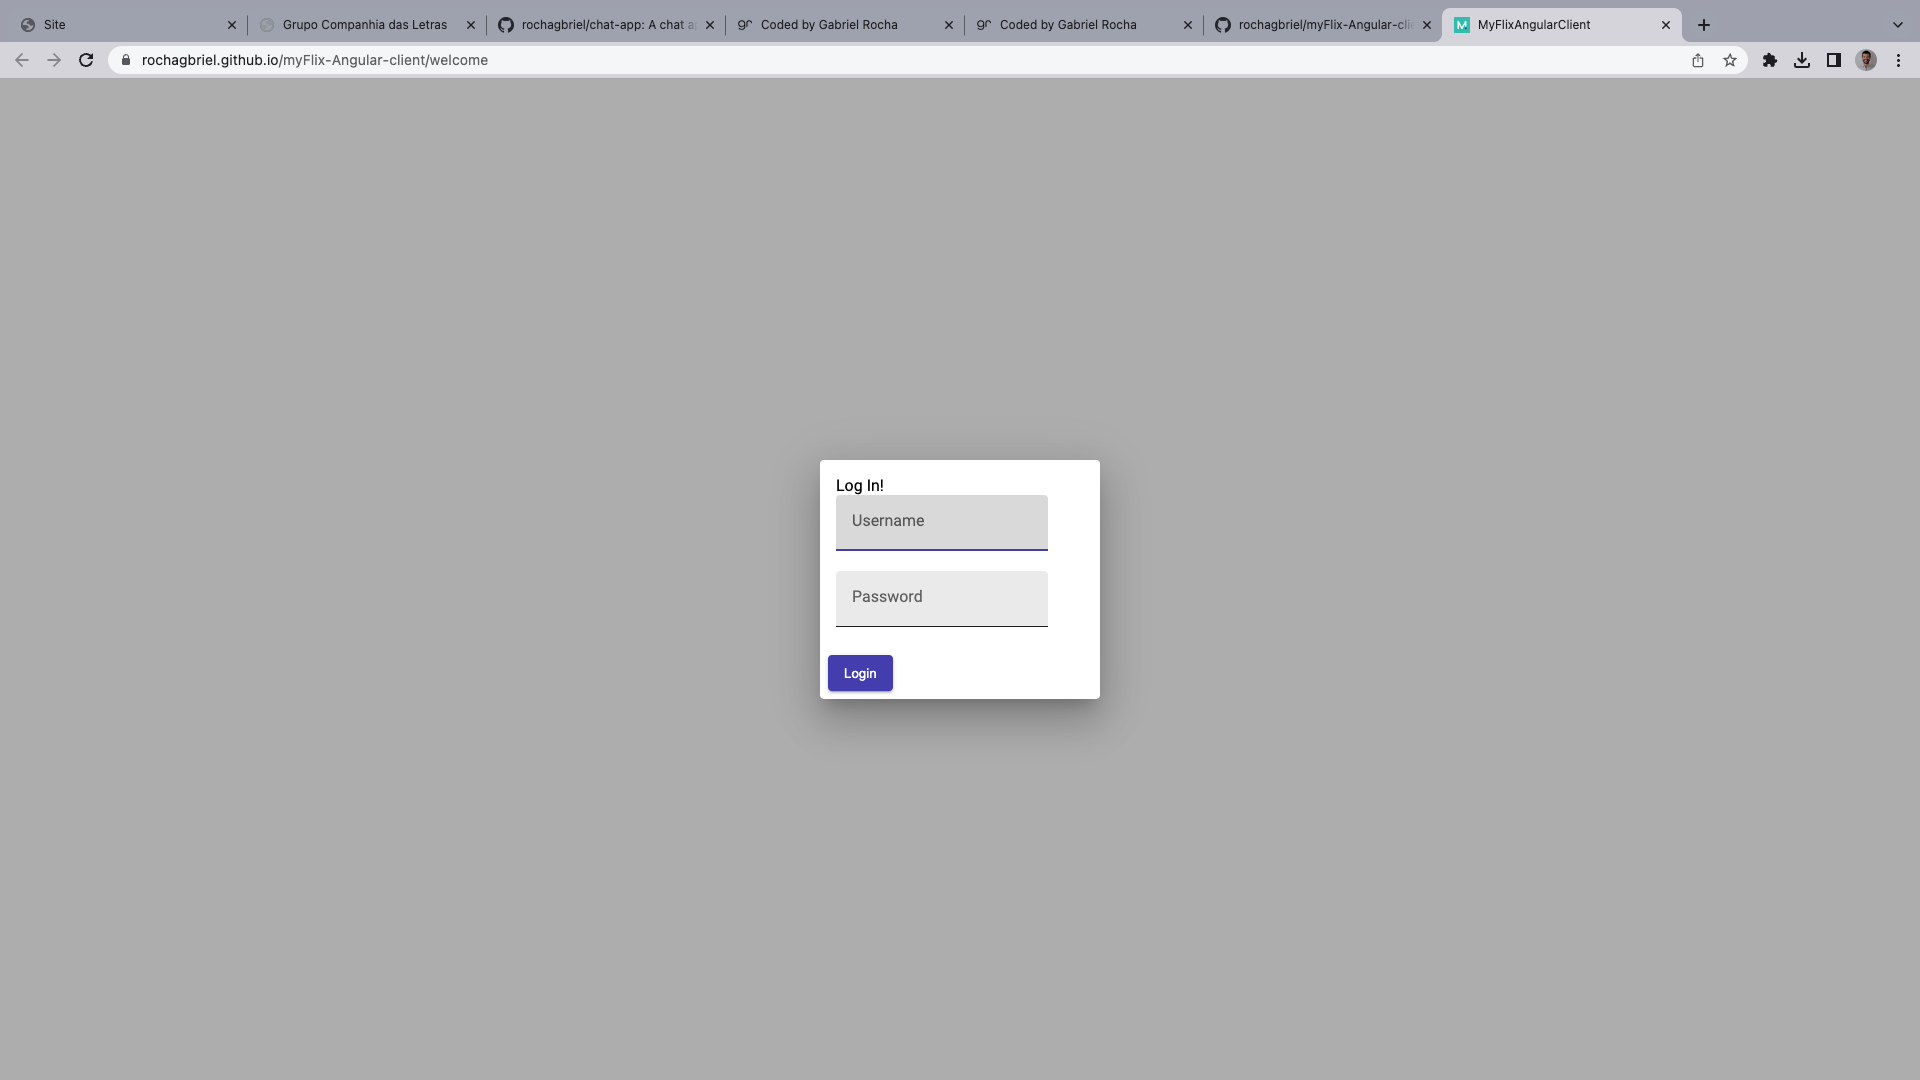 Site
Grupo Companhia das Letras
rochagbriel/chat-app: A chat a
Coded by Gabriel Rocha
Coded by Gabriel Rocha
rochagbriel/myFlix-Angular-clie
MyFlixAngularClient
rochagbriel.github.io/myFlix-Angular-client/welcome
Log In!
Username
Password
Login